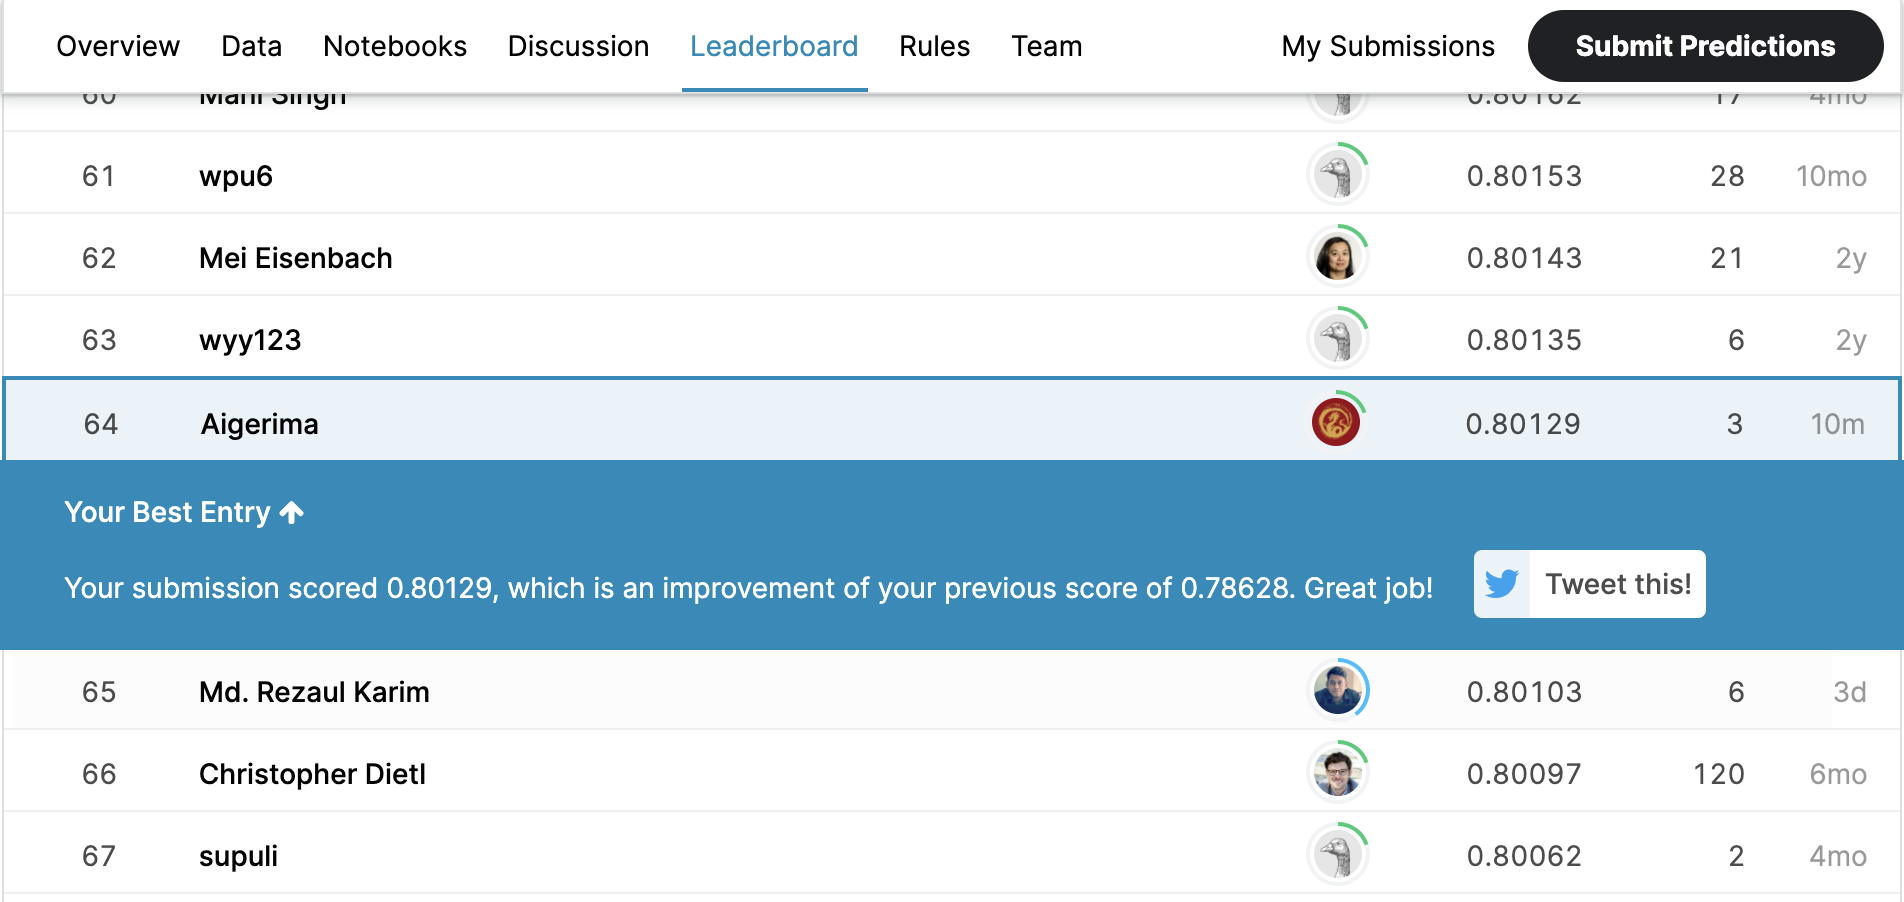 Overview Data Notebooks Discussion Leaderboard Rules Team My Submissions Submit Predictions
60 Mani Singh 0.80162 17 4mo
61 wpu6 0.80153 28 10mo
62 Mei Eisenbach 0.80143 21 2y
63 wyy123 0.80135 6 2y
64 Aigerima 0.80129 3 10m
Your Best Entry
Your submission scored 0.80129, which is an improvement of your previous score of 0.78628. Great job! Tweet this!
65 Md. Rezaul Karim 0.80103 6 3d
66 Christopher Dietl 0.80097 120 6mo
67 supuli 0.80062 2 4mo